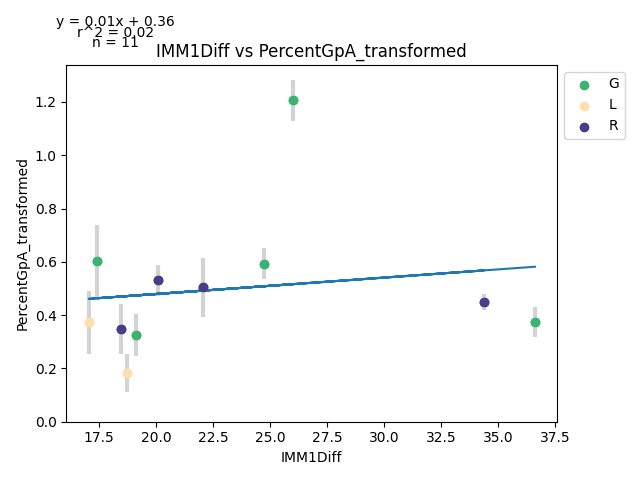 y = 0.01x + 0.36
r^2 = 0.02
n = 11
IMM1Diff vs PercentGpA_transformed
G
L
R
PercentGpA_transformed
1.2
1.0
0.8
0.6
0.4
0.2
0.0
17.5 20.0 22.5 25.0 27.5 30.0 32.5 35.0 37.5
IMM1Diff